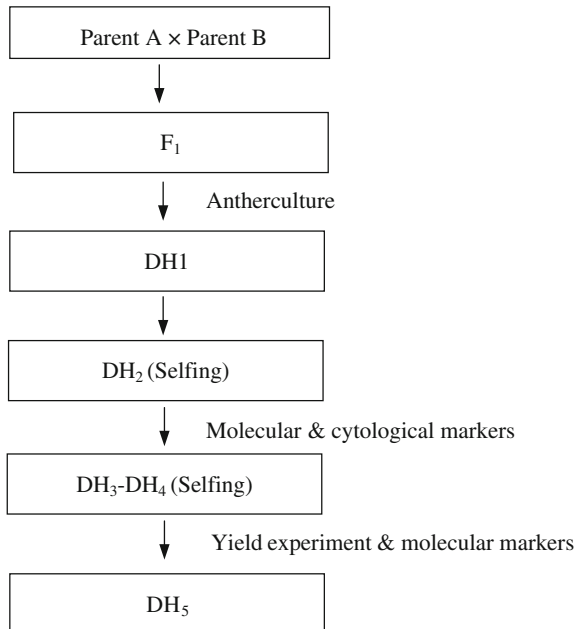 Parent A × Parent B
F₁
Antherculture
DH1
DH₂ (Selfing)
Molecular & cytological markers
DH₃-DH₄ (Selfing)
Yield experiment & molecular markers
DH₅